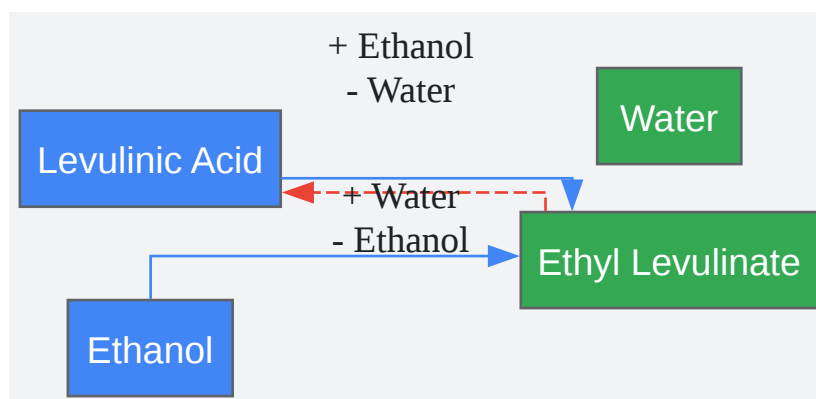 + Ethanol
- Water
Water
Levulinic Acid
+ Water
- Ethanol
Ethyl Levulinate
Ethanol